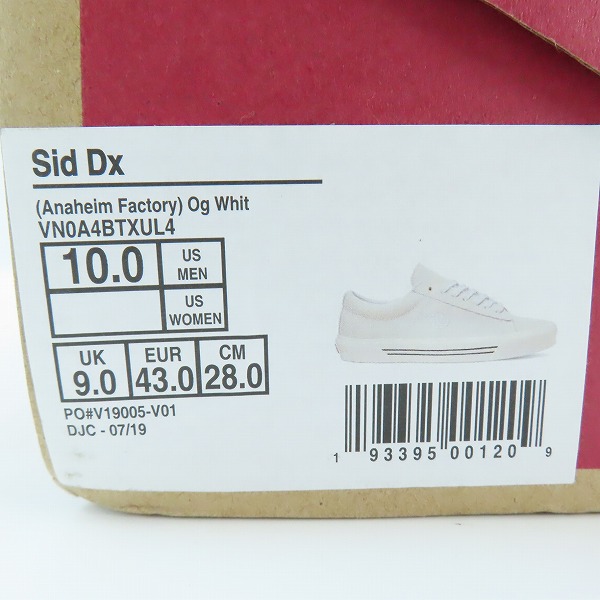 Sid Dx
(Anaheim Factory) Og Whit
VN0A4BTXUL4
10.0 US MEN
US WOMEN
UK EUR CM
9.0 43.0 28.0
PO#V19005-V01
DJC - 07/19
1 93395 00120 9